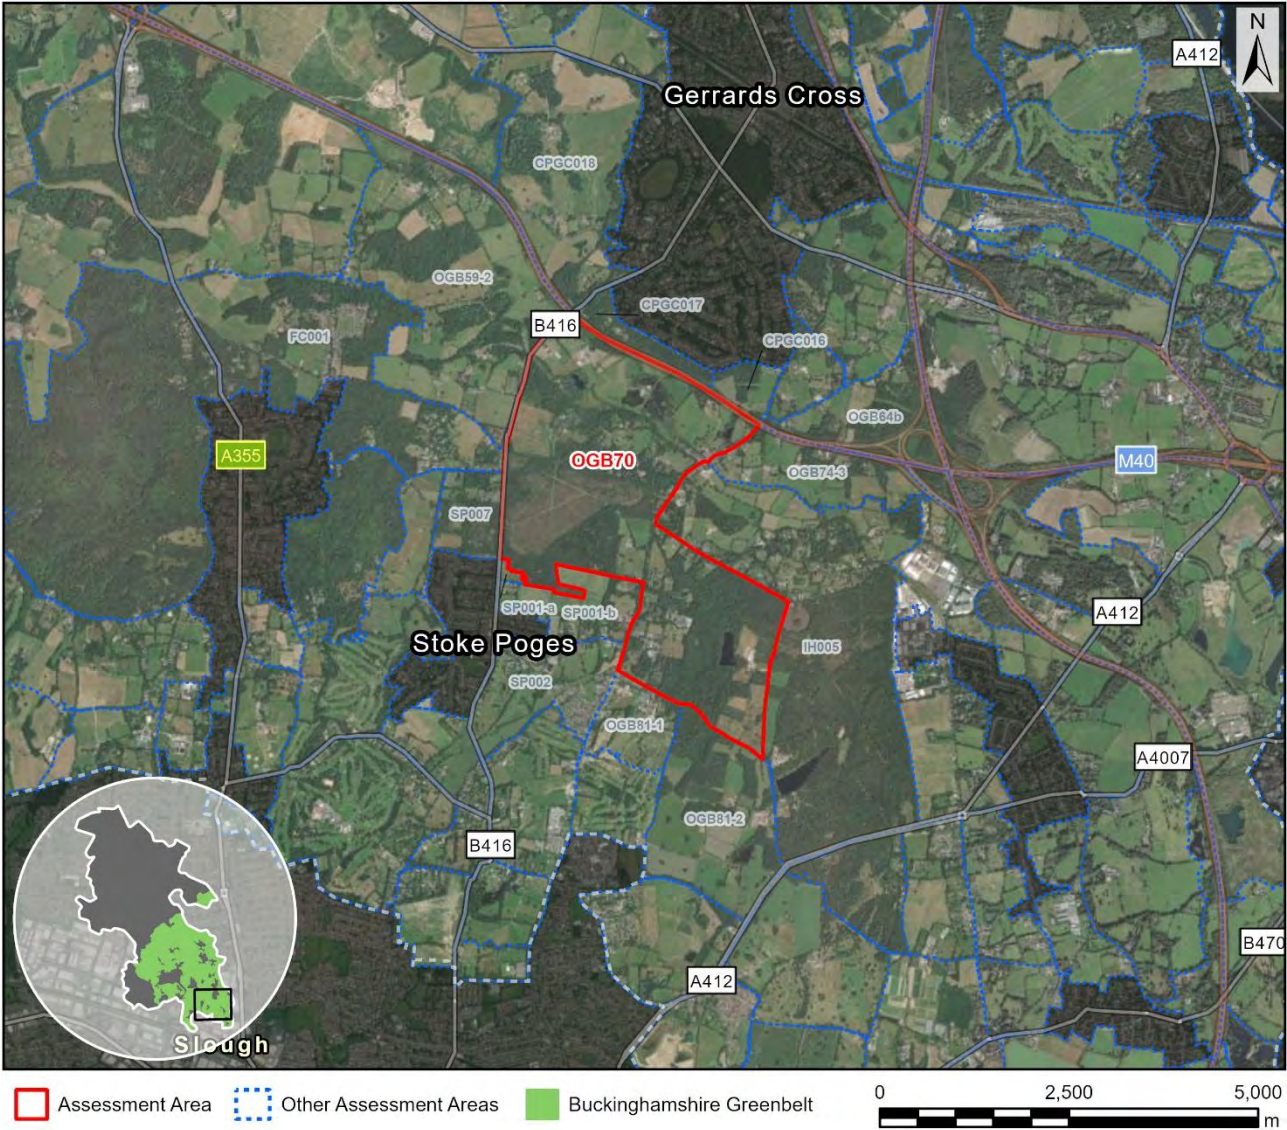 N
A412
Gerrards Cross
CPGC018
OGB59-2
CPGC017
B416
FC001
CPGC016
OGB64b
A355
OGB70
M40
OGB74-3
SP007
SP001-a
SP001-b
A412
Stoke Poges
IH005
SP002
OGB81-1
A4007
OGB81-2
B416
B470
A412
Slough
Assessment Area
Other Assessment Areas
Buckinghamshire Greenbelt
0 2,500 5,000
m